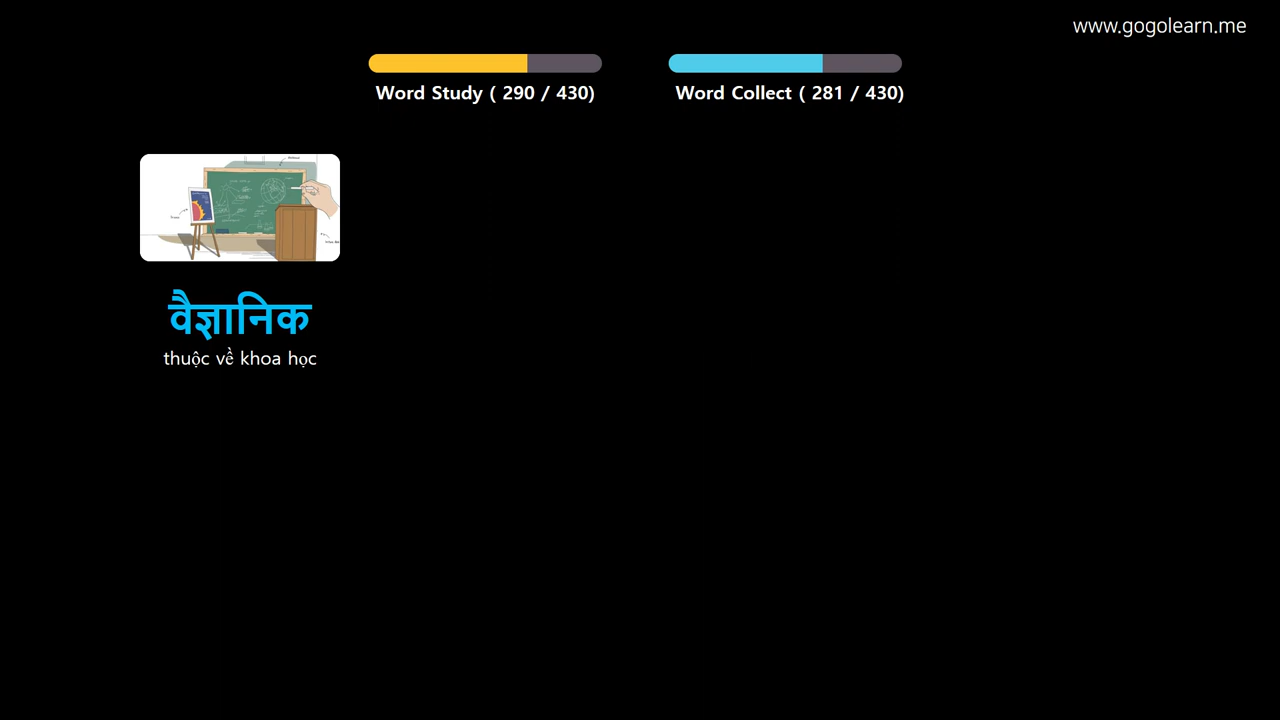 www.gogolearn.me
Word Study ( 290 / 430)
Word Collect ( 281 / 430)
वैज्ञानिक
thuộc về khoa học